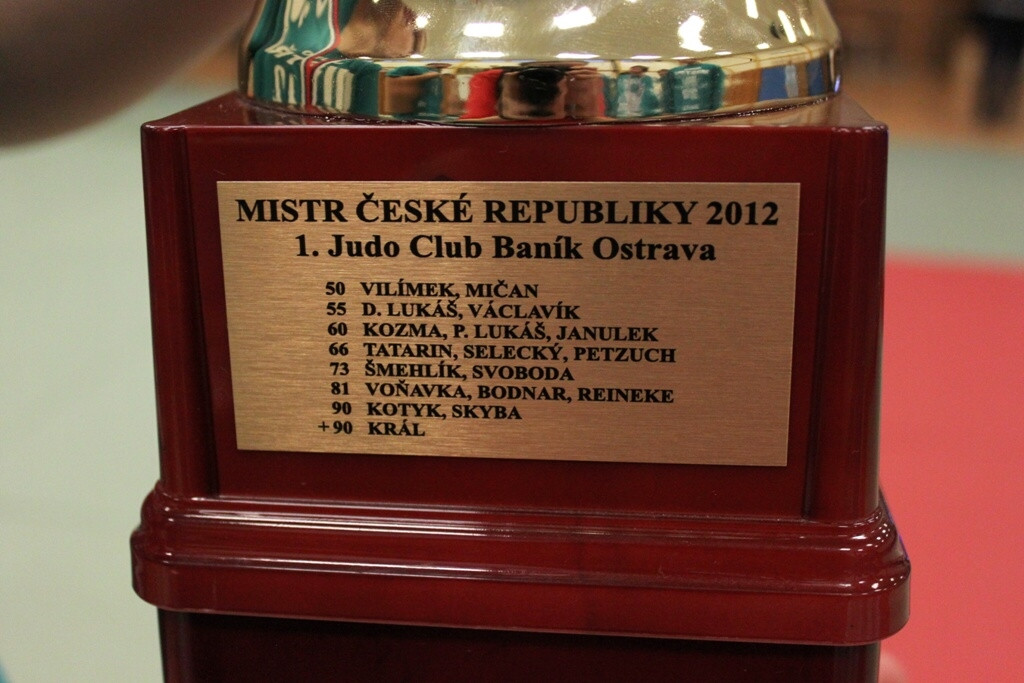 MISTR ČESKÉ REPUBLIKY 2012
1. Judo Club Baník Ostrava
50 VILÍMEK, MIČAN
55 D. LUKÁŠ, VÁCLAVÍK
60 KOZMA, P. LUKÁŠ, JANULEK
66 TATARIN, SELECKÝ, PETZUCH
73 ŠMEHLÍK, SVOBODA
81 VOŇAVKA, BODNAR, REINEKE
90 KOTYK, SKYBA
+ 90 KRÁL